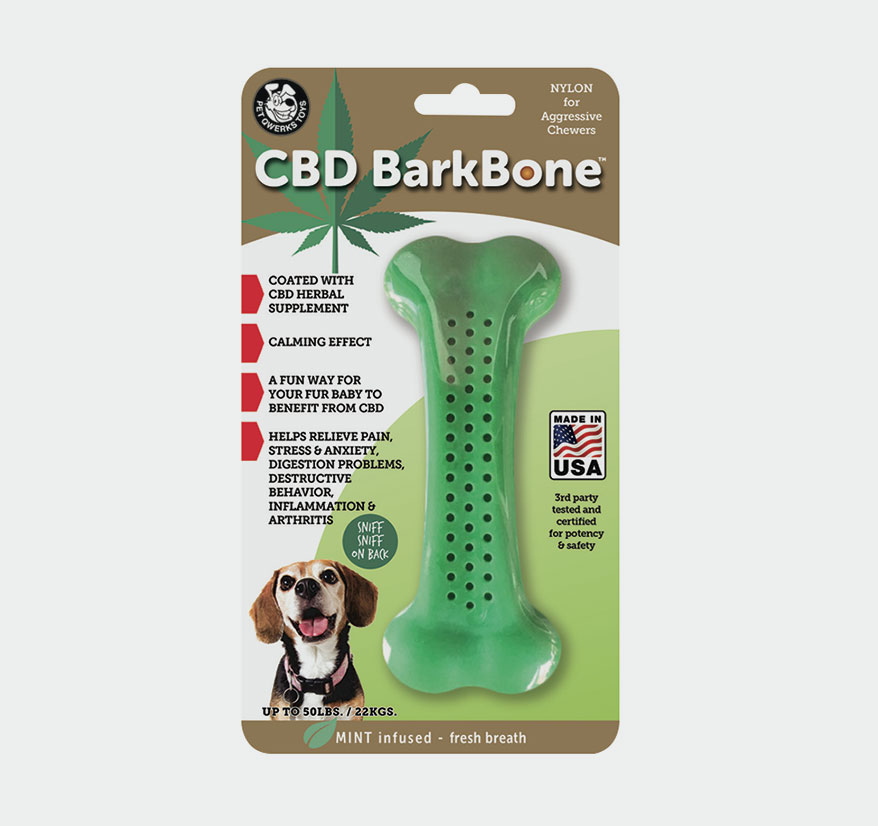 PET QWERKS TOYS
NYLON
for
Aggressive
Chewers
CBD BarkBone™
COATED WITH
CBD HERBAL
SUPPLEMENT
CALMING EFFECT
A FUN WAY FOR
YOUR FUR BABY TO
BENEFIT FROM CBD
HELPS RELIEVE PAIN,
STRESS & ANXIETY,
DIGESTION PROBLEMS,
DESTRUCTIVE
BEHAVIOR,
INFLAMMATION &
ARTHRITIS
SNIFF
SNIFF
ON BACK
MADE IN
USA
3rd party
tested and
certified
for potency
& safety
UP TO 50LBS. / 22KGS.
MINT infused - fresh breath